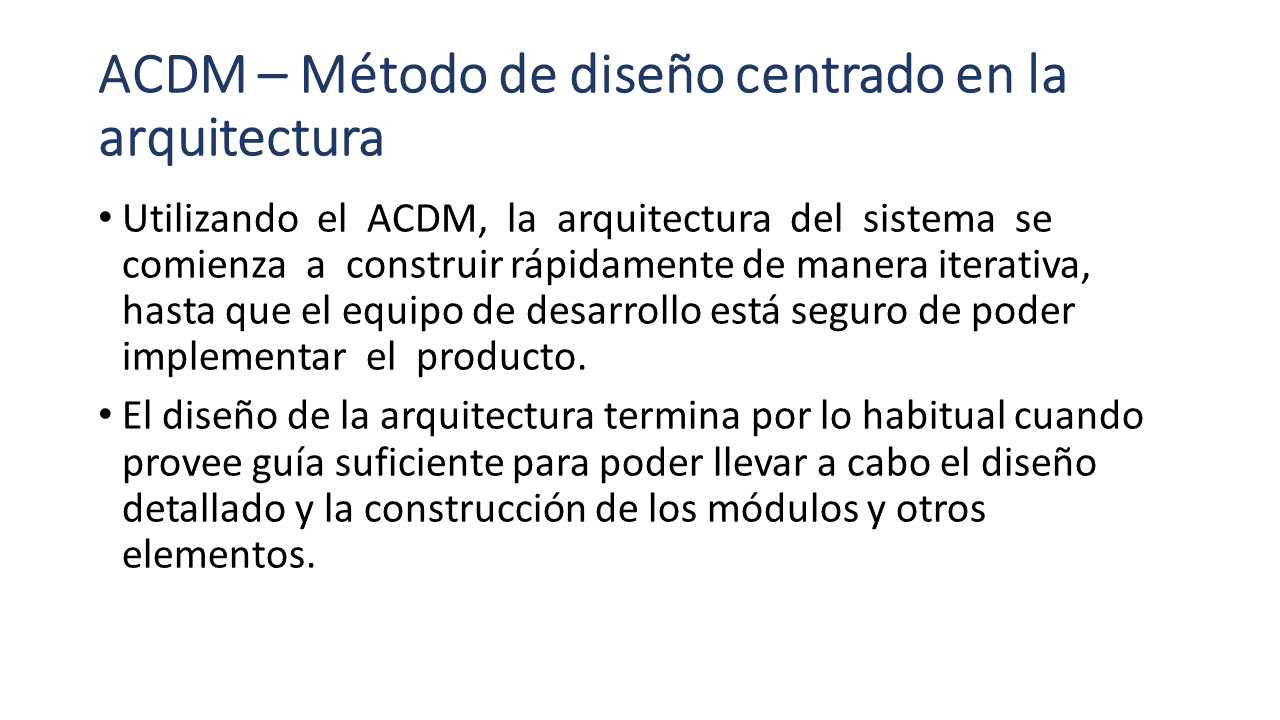 ACDM – Método de diseño centrado en la
arquitectura
• Utilizando el ACDM, la arquitectura del sistema se
comienza a construir rápidamente de manera iterativa,
hasta que el equipo de desarrollo está seguro de poder
implementar el producto.
• El diseño de la arquitectura termina por lo habitual cuando
provee guía suficiente para poder llevar a cabo el diseño
detallado y la construcción de los módulos y otros
elementos.